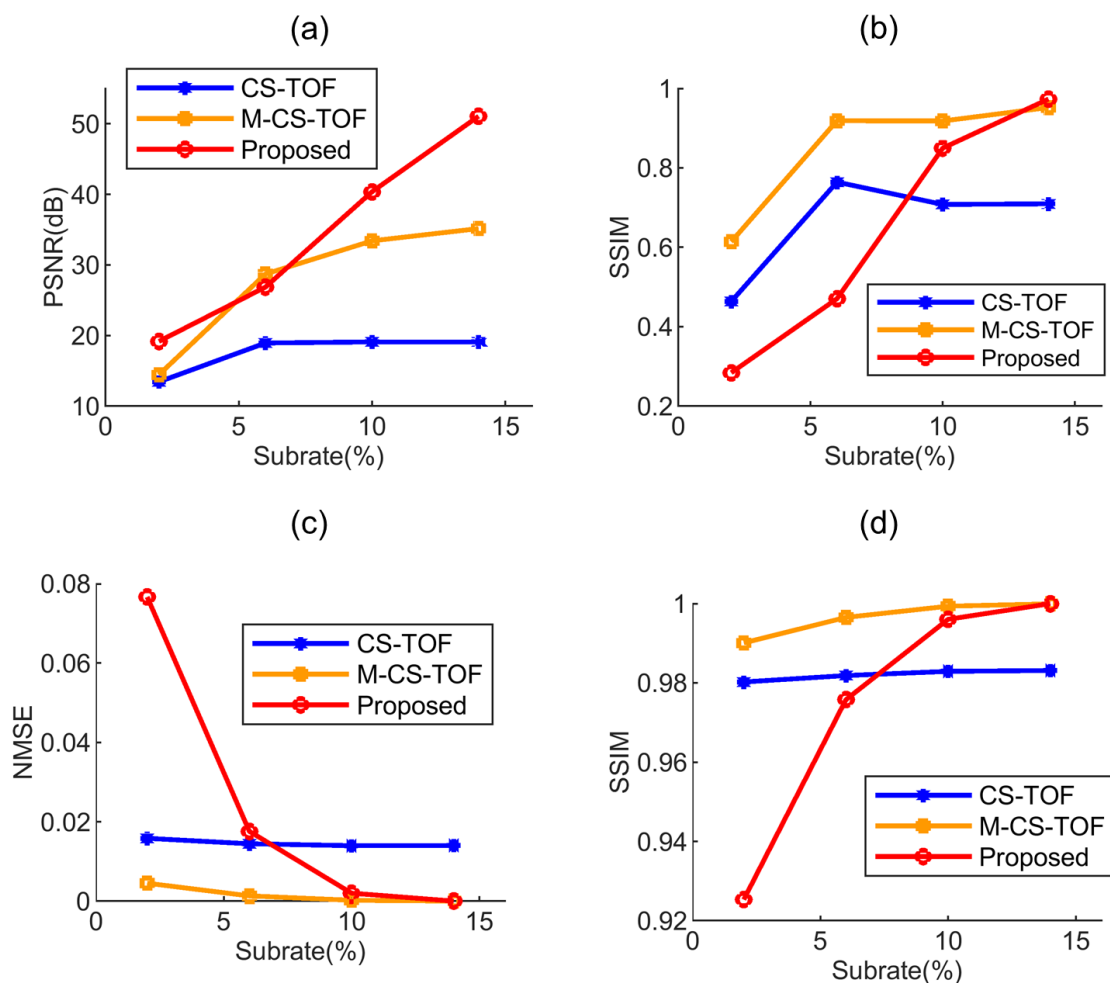 (a)
CS-TOF
M-CS-TOF
Proposed
50
40
30
20
10
PSNR(dB)
0
5
10
15
Subrate(%)
(b)
1
0.8
0.6
0.4
0.2
SSIM
CS-TOF
M-CS-TOF
Proposed
0
5
10
15
Subrate(%)
(c)
0.08
0.06
0.04
0.02
0
NMSE
CS-TOF
M-CS-TOF
Proposed
0
5
10
15
Subrate(%)
(d)
1
0.98
0.96
0.94
0.92
SSIM
CS-TOF
M-CS-TOF
Proposed
0
5
10
15
Subrate(%)